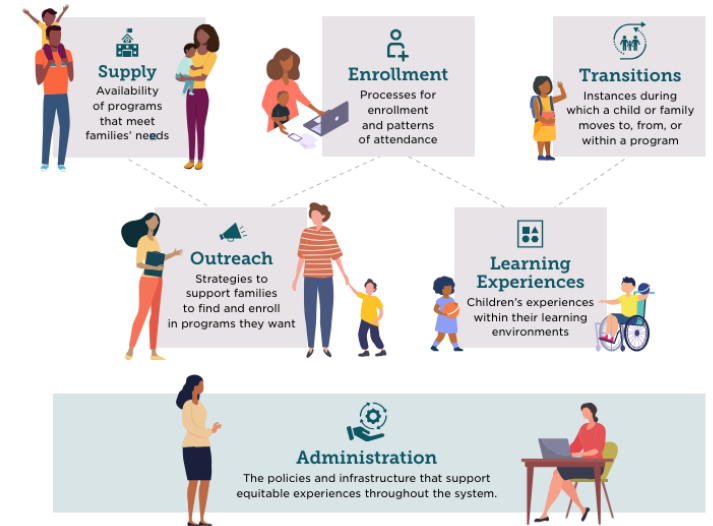 Supply
Availability
of programs
that meet
families' needs
Enrollment
Processes for
enrollment
and patterns
of attendance
Transitions
Instances during
which a child or family
moves to, from, or
within a program
Outreach
Strategies to
support families
to find and enroll
in programs they want
Learning
Experiences
Children's experiences
within their learning
environments
Administration
The policies and infrastructure that support
equitable experiences throughout the system.